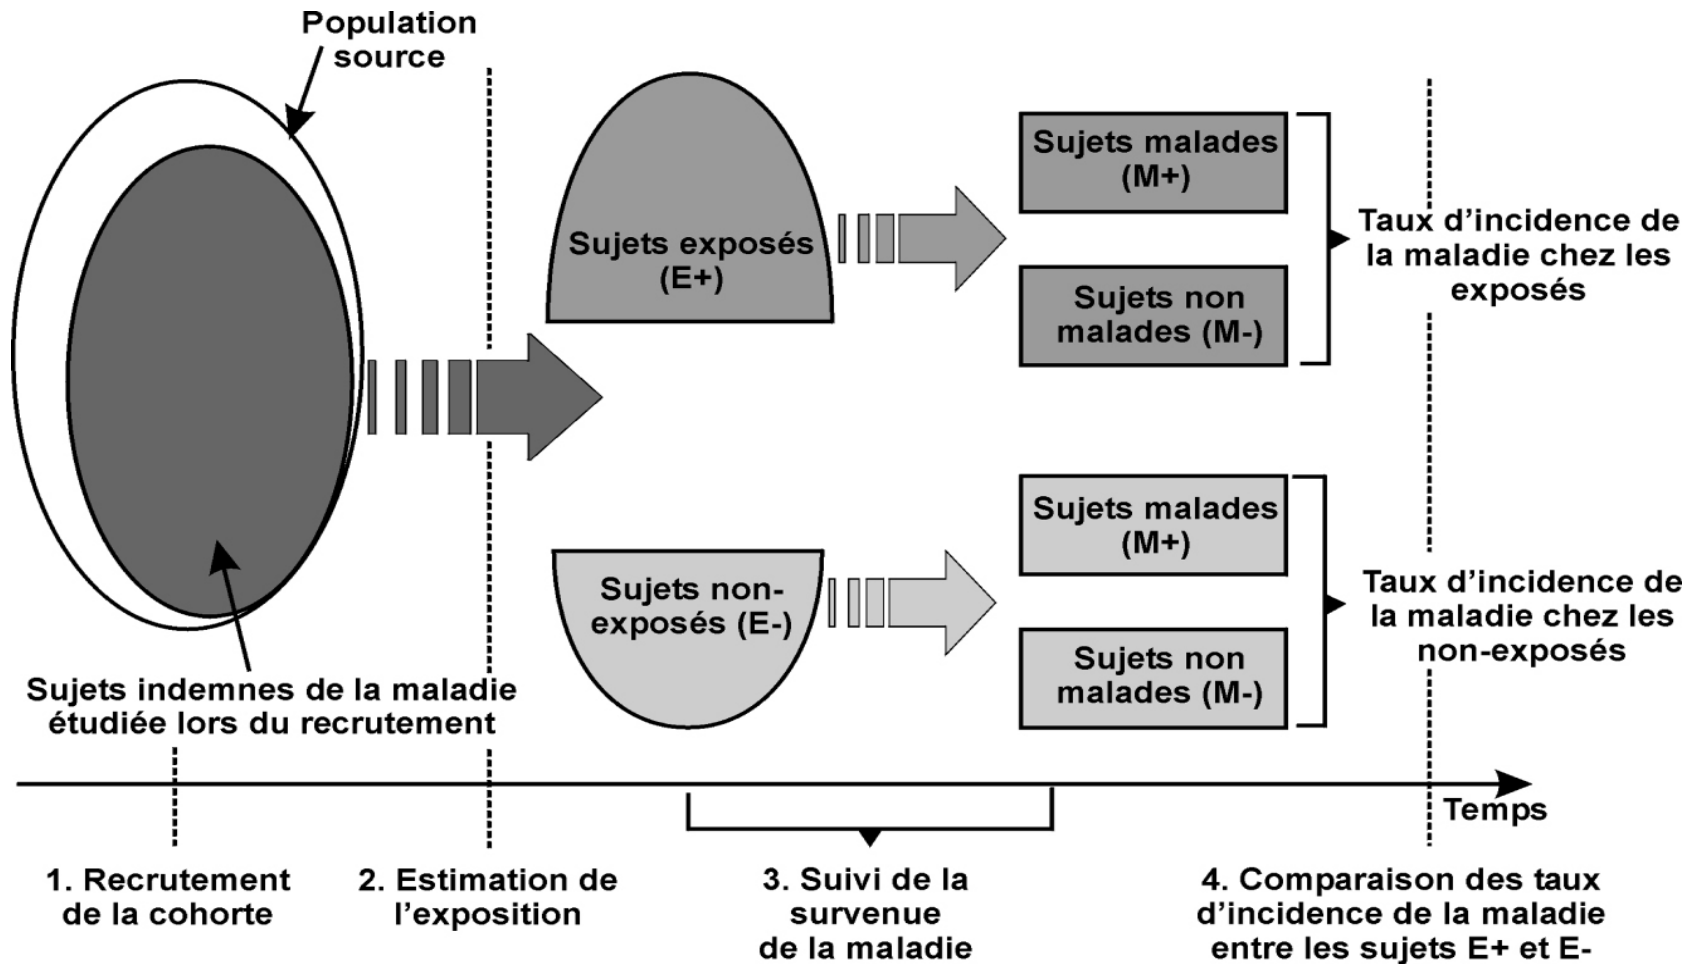 Population
source
Sujets indemnes de la maladie
étudiée lors du recrutement
Sujets exposés
(E+)
Sujets non-
exposés (E-)
Sujets malades
(M+)
Sujets non
malades (M-)
Taux d’incidence de
la maladie chez les
exposés
Sujets malades
(M+)
Sujets non
malades (M-)
Taux d’incidence de
la maladie chez les
non-exposés
Temps
1. Recrutement
de la cohorte
2. Estimation de
l’exposition
3. Suivi de la
survenue
de la maladie
4. Comparaison des taux
d’incidence de la maladie
entre les sujets E+ et E-